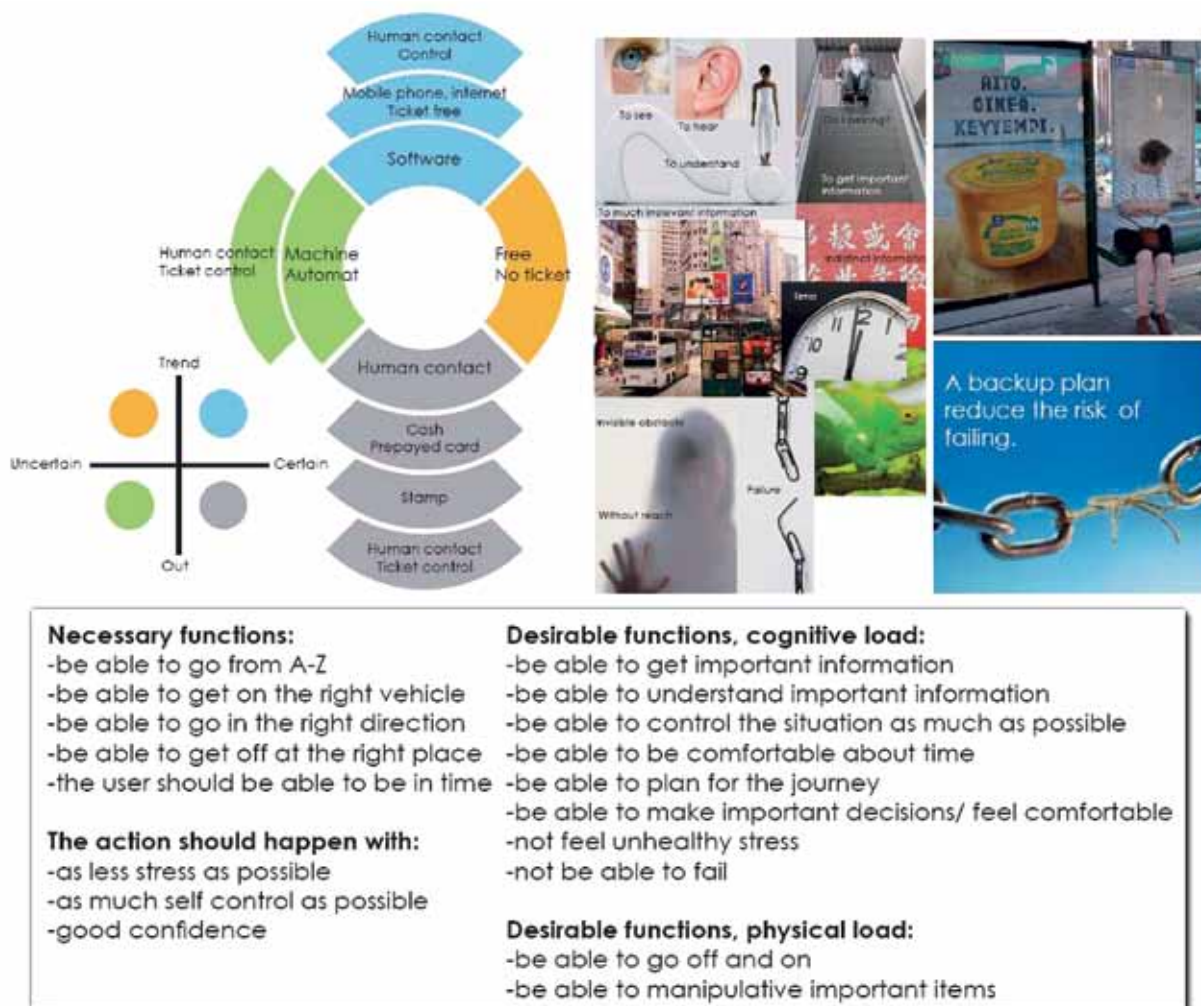 Human contact
Control
Mobile phone, internet
Ticket free
Software
Human contact
Ticket control
Machine
Automat
Free
No ticket
Human contact
Cash
Prepayed card
Stamp
Human contact
Ticket control
Trend
Uncertain
Certain
Out
To see
To hear
To understand
To get important
information
To much irrelevant information
Time
11
12
1
10
9
Invisible obstacle
Without reach
Failure
AITO.
OIKEA.
KEVYEMPI.
A backup plan
reduce the risk of
failing.
Necessary functions:
-be able to go from A-Z
-be able to get on the right vehicle
-be able to go in the right direction
-be able to get off at the right place
-the user should be able to be in time
The action should happen with:
-as less stress as possible
-as much self control as possible
-good confidence
Desirable functions, cognitive load:
-be able to get important information
-be able to understand important information
-be able to control the situation as much as possible
-be able to be comfortable about time
-be able to plan for the journey
-be able to make important decisions/ feel comfortable
-not feel unhealthy stress
-not be able to fail
Desirable functions, physical load:
-be able to go off and on
-be able to manipulative important items